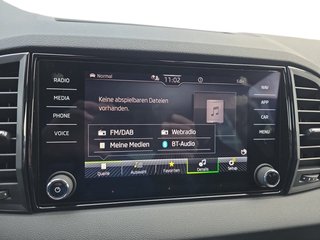 Normal
11:02
RADIO
MEDIA
PHONE
VOICE
Keine abspielbaren Dateien
vorhanden.
FM/DAB
Webradio
Meine Medien
BT-Audio
Quelle
Auswahl
Favoriten
Details
Setup
NAV
APP
CAR
MENU